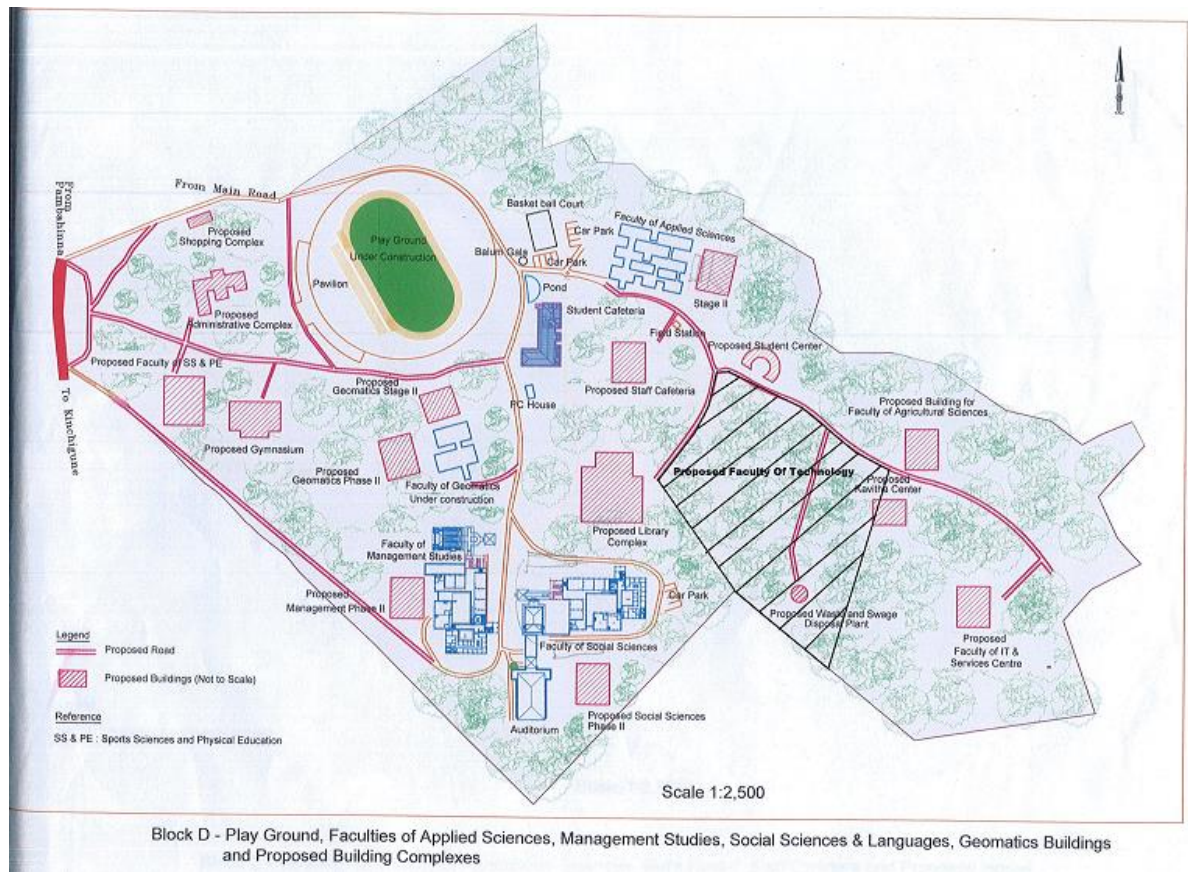 From Main Road
From
Pambahinna
To Kinchigune
Proposed
Shopping Complex
Proposed
Administrative Complex
Pavilion
Play Ground
Under Construction
Basket ball Court
Car Park
Balum Gala
Car Park
Faculty of Applied Sciences
Stage II
Pond
Student Cafeteria
Field Station
Proposed Student Center
Proposed Staff Cafeteria
PC House
Proposed Faculty of SS & PE
Proposed Gymnasium
Proposed
Geomatics Stage II
Proposed
Geomatics Phase II
Faculty of Geomatics
Under construction
Proposed Building for
Faculty of Agricultural Sciences
Proposed Faculty Of Technology
Proposed
Kavitha Center
Proposed Library
Complex
Faculty of
Management Studies
Proposed
Management Phase II
Car Park
Faculty of Social Sciences
Proposed Waste and Swage
Disposal Plant
Proposed
Faculty of IT &
Services Centre
Proposed Social Sciences
Phase II
Auditorium
Legend
Proposed Road
Proposed Buildings (Not to Scale)
Reference
SS & PE : Sports Sciences and Physical Education
Scale 1:2,500
Block D - Play Ground, Faculties of Applied Sciences, Management Studies, Social Sciences & Languages, Geomatics Buildings
and Proposed Building Complexes